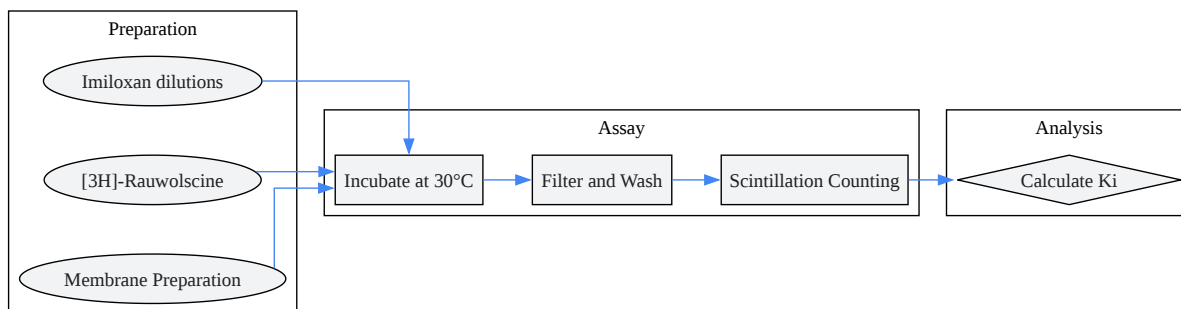 Preparation
Imiloxan dilutions
[3H]-Rauwolscine
Membrane Preparation
Assay
Incubate at 30°C
Filter and Wash
Scintillation Counting
Analysis
Calculate Ki